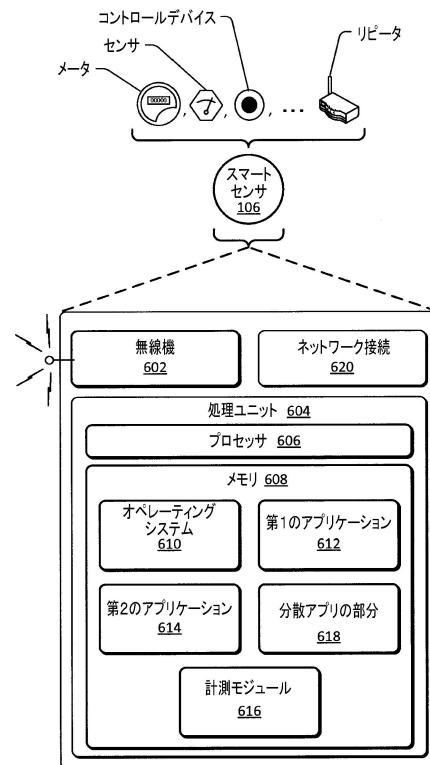 コントロールデバイス
センサ
メータ
リピータ
00000
, , , ...
スマート
センサ
106
無線機
602
ネットワーク接続
620
処理ユニット 604
プロセッサ 606
メモリ 608
オペレーティング
システム
610
第1のアプリケーション
612
第2のアプリケーション
614
分散アプリの部分
618
計測モジュール
616